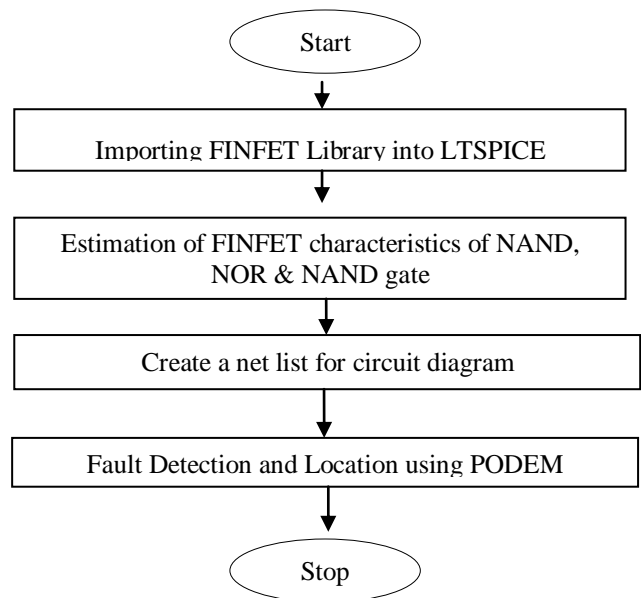 Start
Importing FINFET Library into LTSPICE
Estimation of FINFET characteristics of NAND,
NOR & NAND gate
Create a net list for circuit diagram
Fault Detection and Location using PODEM
Stop